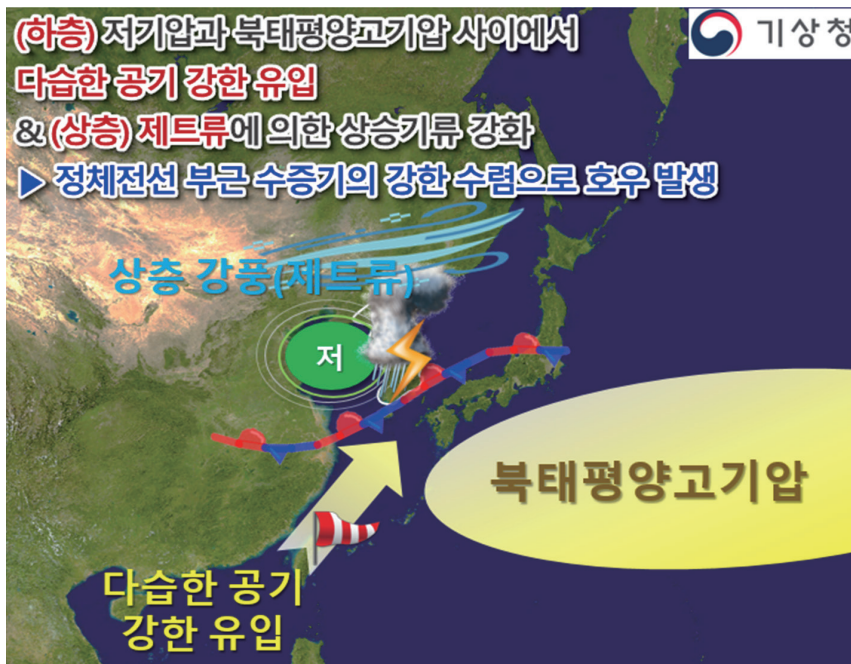 (하층) 저기압과 북태평양고기압 사이에서
기상청
다습한 공기 강한 유입
& (상층) 제트류에 의한 상승기류 강화
▶ 정체전선 부근 수증기의 강한 수렴으로 호우 발생
상층 강풍(제트류)
저
북태평양고기압
다습한 공기
강한 유입